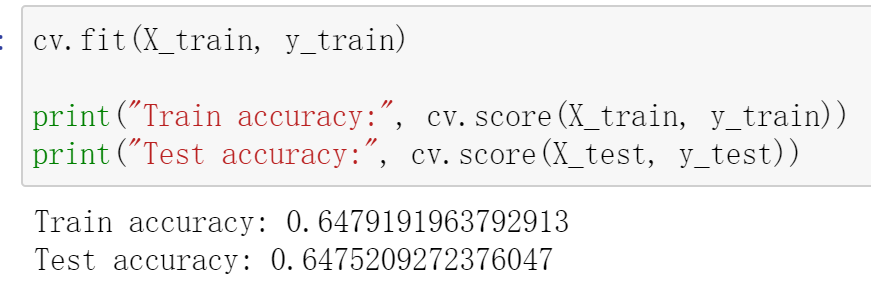 cv.fit(X_train, y_train)
print("Train accuracy:", cv.score(X_train, y_train))
print("Test accuracy:", cv.score(X_test, y_test))
Train accuracy: 0.6479191963792913
Test accuracy: 0.6475209272376047